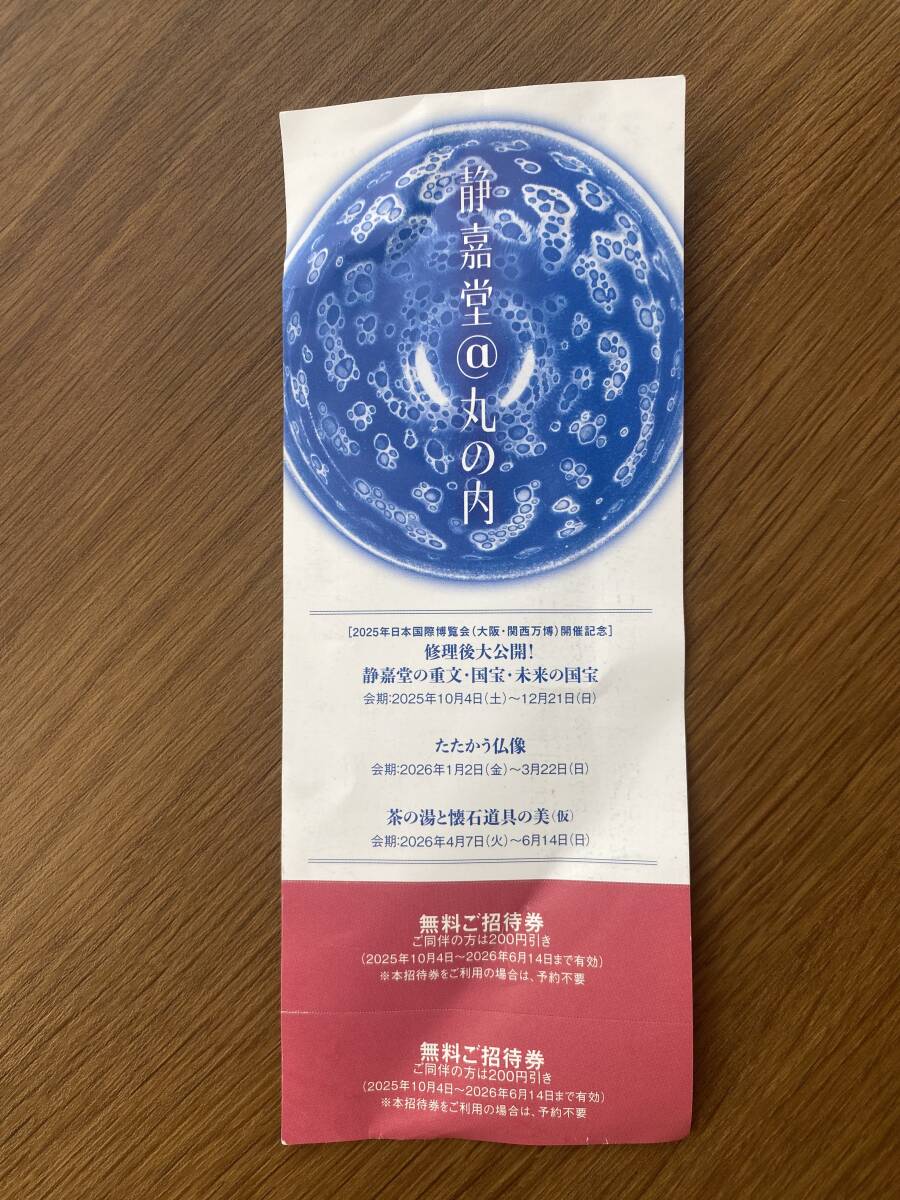 静嘉堂@丸の内
［2025年日本国際博覧会（大阪・関西万博）開催記念］
修理後大公開！
静嘉堂の重文・国宝・未来の国宝
会期：2025年10月4日（土）～12月21日（日）
たたかう仏像
会期：2026年1月2日（金）～3月22日（日）
茶の湯と懐石道具の美（仮）
会期：2026年4月7日（火）～6月14日（日）
無料ご招待券
ご同伴の方は200円引き
（2025年10月4日～2026年6月14日まで有効）
※本招待券をご利用の場合は、予約不要
無料ご招待券
ご同伴の方は200円引き
（2025年10月4日～2026年6月14日まで有効）
※本招待券をご利用の場合は、予約不要